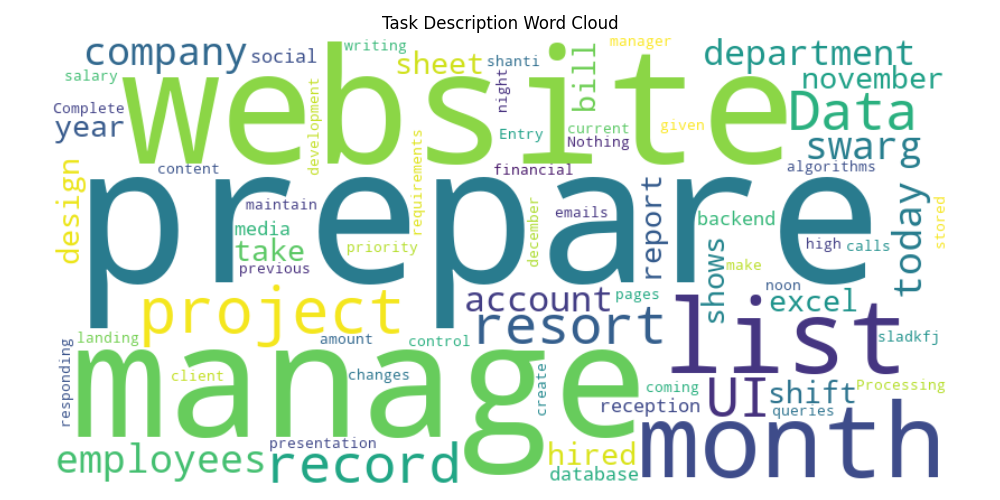 Task Description Word Cloud
company
social
writing
sheet
shanti
manager
department
salary
website
night
bill
november
Complete
year
development
Entry
current
Nothing
given
Data
swarg
content
financial
algorithms
design
prepare
maintain
requirements
december
emails
report
backend
today
g
stored
media
take
priority
previous
high
calls
shows
make
noon
project
account
pages
excel
resort
list
landing
amount
control
sladkfj
responding
manage
client
changes
create
coming
UI
shift
Processing
reception
queries
month
employees
presentation
record
hired
database